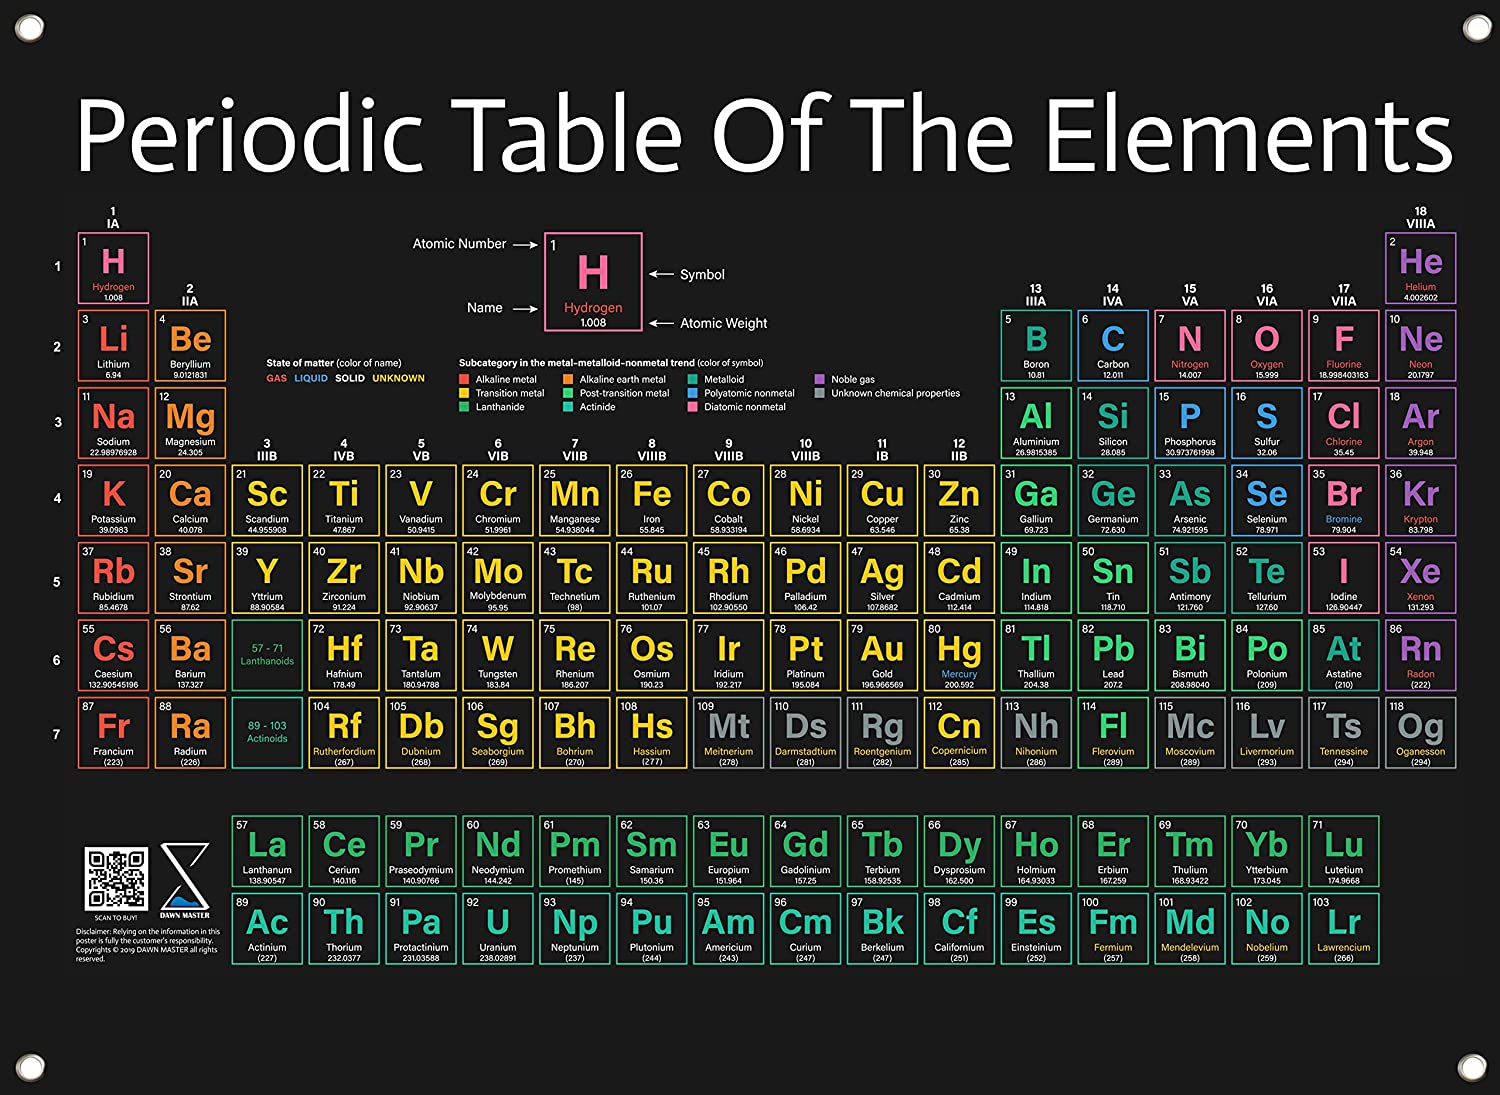 Periodic Table Of The Elements
1
IA
18
VIIIA
1
1
H
Hydrogen
1.008
Atomic Number
Name
1
H
Hydrogen
1.008
Symbol
Atomic Weight
2
He
Helium
4.002602
2
IIA
13
IIIA
14
IVA
15
VA
16
VIA
17
VIIA
2
3
Li
Lithium
6.94
4
Be
Beryllium
9.0121831
5
B
Boron
10.81
6
C
Carbon
12.011
7
N
Nitrogen
14.007
8
O
Oxygen
15.999
9
F
Fluorine
18.998403163
10
Ne
Neon
20.1797
State of matter (color of name)
GAS LIQUID SOLID UNKNOWN
Subcategory in the metal–metalloid–nonmetal trend (color of symbol)
Alkaline metal
Alkaline earth metal
Metalloid
Noble gas
Transition metal
Post-transition metal
Polyatomic nonmetal
Unknown chemical properties
Lanthanide
Actinide
Diatomic nonmetal
3
11
Na
Sodium
22.98976928
12
Mg
Magnesium
24.305
3
IIIB
4
IVB
5
VB
6
VIB
7
VIIB
8
VIIIB
9
VIIIB
10
VIIIB
11
IB
12
IIB
13
Al
Aluminium
26.9815385
14
Si
Silicon
28.085
15
P
Phosphorus
30.973761998
16
S
Sulfur
32.06
17
Cl
Chlorine
35.45
18
Ar
Argon
39.948
4
19
K
Potassium
39.0983
20
Ca
Calcium
40.078
21
Sc
Scandium
44.955908
22
Ti
Titanium
47.867
23
V
Vanadium
50.9415
24
Cr
Chromium
51.9961
25
Mn
Manganese
54.938044
26
Fe
Iron
55.845
27
Co
Cobalt
58.933194
28
Ni
Nickel
58.6934
29
Cu
Copper
63.546
30
Zn
Zinc
65.38
31
Ga
Gallium
69.723
32
Ge
Germanium
72.630
33
As
Arsenic
74.921595
34
Se
Selenium
78.971
35
Br
Bromine
79.904
36
Kr
Krypton
83.798
5
37
Rb
Rubidium
85.4678
38
Sr
Strontium
87.62
39
Y
Yttrium
88.90584
40
Zr
Zirconium
91.224
41
Nb
Niobium
92.90637
42
Mo
Molybdenum
95.95
43
Tc
Technetium
(98)
44
Ru
Ruthenium
101.07
45
Rh
Rhodium
102.90550
46
Pd
Palladium
106.42
47
Ag
Silver
107.8682
48
Cd
Cadmium
112.414
49
In
Indium
114.818
50
Sn
Tin
118.710
51
Sb
Antimony
121.760
52
Te
Tellurium
127.60
53
I
Iodine
126.90447
54
Xe
Xenon
131.293
6
55
Cs
Caesium
132.90545196
56
Ba
Barium
137.327
57 - 71
Lanthanoids
72
Hf
Hafnium
178.49
73
Ta
Tantalum
180.94788
74
W
Tungsten
183.84
75
Re
Rhenium
186.207
76
Os
Osmium
190.23
77
Ir
Iridium
192.217
78
Pt
Platinum
195.084
79
Au
Gold
196.966569
80
Hg
Mercury
200.592
81
Tl
Thallium
204.38
82
Pb
Lead
207.2
83
Bi
Bismuth
208.98040
84
Po
Polonium
(209)
85
At
Astatine
(210)
86
Rn
Radon
(222)
7
87
Fr
Francium
(223)
88
Ra
Radium
(226)
89 - 103
Actinoids
104
Rf
Rutherfordium
(267)
105
Db
Dubnium
(268)
106
Sg
Seaborgium
(269)
107
Bh
Bohrium
(270)
108
Hs
Hassium
(277)
109
Mt
Meitnerium
(278)
110
Ds
Darmstadtium
(281)
111
Rg
Roentgenium
(282)
112
Cn
Copernicium
(285)
113
Nh
Nihonium
(286)
114
Fl
Flerovium
(289)
115
Mc
Moscovium
(289)
116
Lv
Livermorium
(293)
117
Ts
Tennessine
(294)
118
Og
Oganesson
(294)
57
La
Lanthanum
138.90547
58
Ce
Cerium
140.116
59
Pr
Praseodymium
140.90766
60
Nd
Neodymium
144.242
61
Pm
Promethium
(145)
62
Sm
Samarium
150.36
63
Eu
Europium
151.964
64
Gd
Gadolinium
157.25
65
Tb
Terbium
158.92535
66
Dy
Dysprosium
162.500
67
Ho
Holmium
164.93033
68
Er
Erbium
167.259
69
Tm
Thulium
168.93422
70
Yb
Ytterbium
173.045
71
Lu
Lutetium
174.9668
89
Ac
Actinium
(227)
90
Th
Thorium
232.0377
91
Pa
Protactinium
231.03588
92
U
Uranium
238.02891
93
Np
Neptunium
(237)
94
Pu
Plutonium
(244)
95
Am
Americium
(243)
96
Cm
Curium
(247)
97
Bk
Berkelium
(247)
98
Cf
Californium
(251)
99
Es
Einsteinium
(252)
100
Fm
Fermium
(257)
101
Md
Mendelevium
(258)
102
No
Nobelium
(259)
103
Lr
Lawrencium
(266)
SCAN TO BUY!
DAWN MASTER
Disclaimer: Relying on the information in this
poster is fully the customer's responsibility.
Copyrights © 2019 DAWN MASTER all rights
reserved.